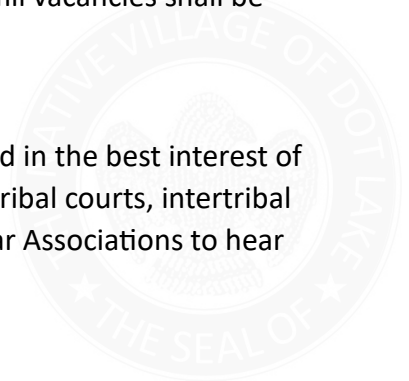 vacancies shall be
d in the best interest of
ribal courts, intertribal
ar Associations to hear
NATIVE VILLAGE OF DOT LAKE
THE SEAL OF